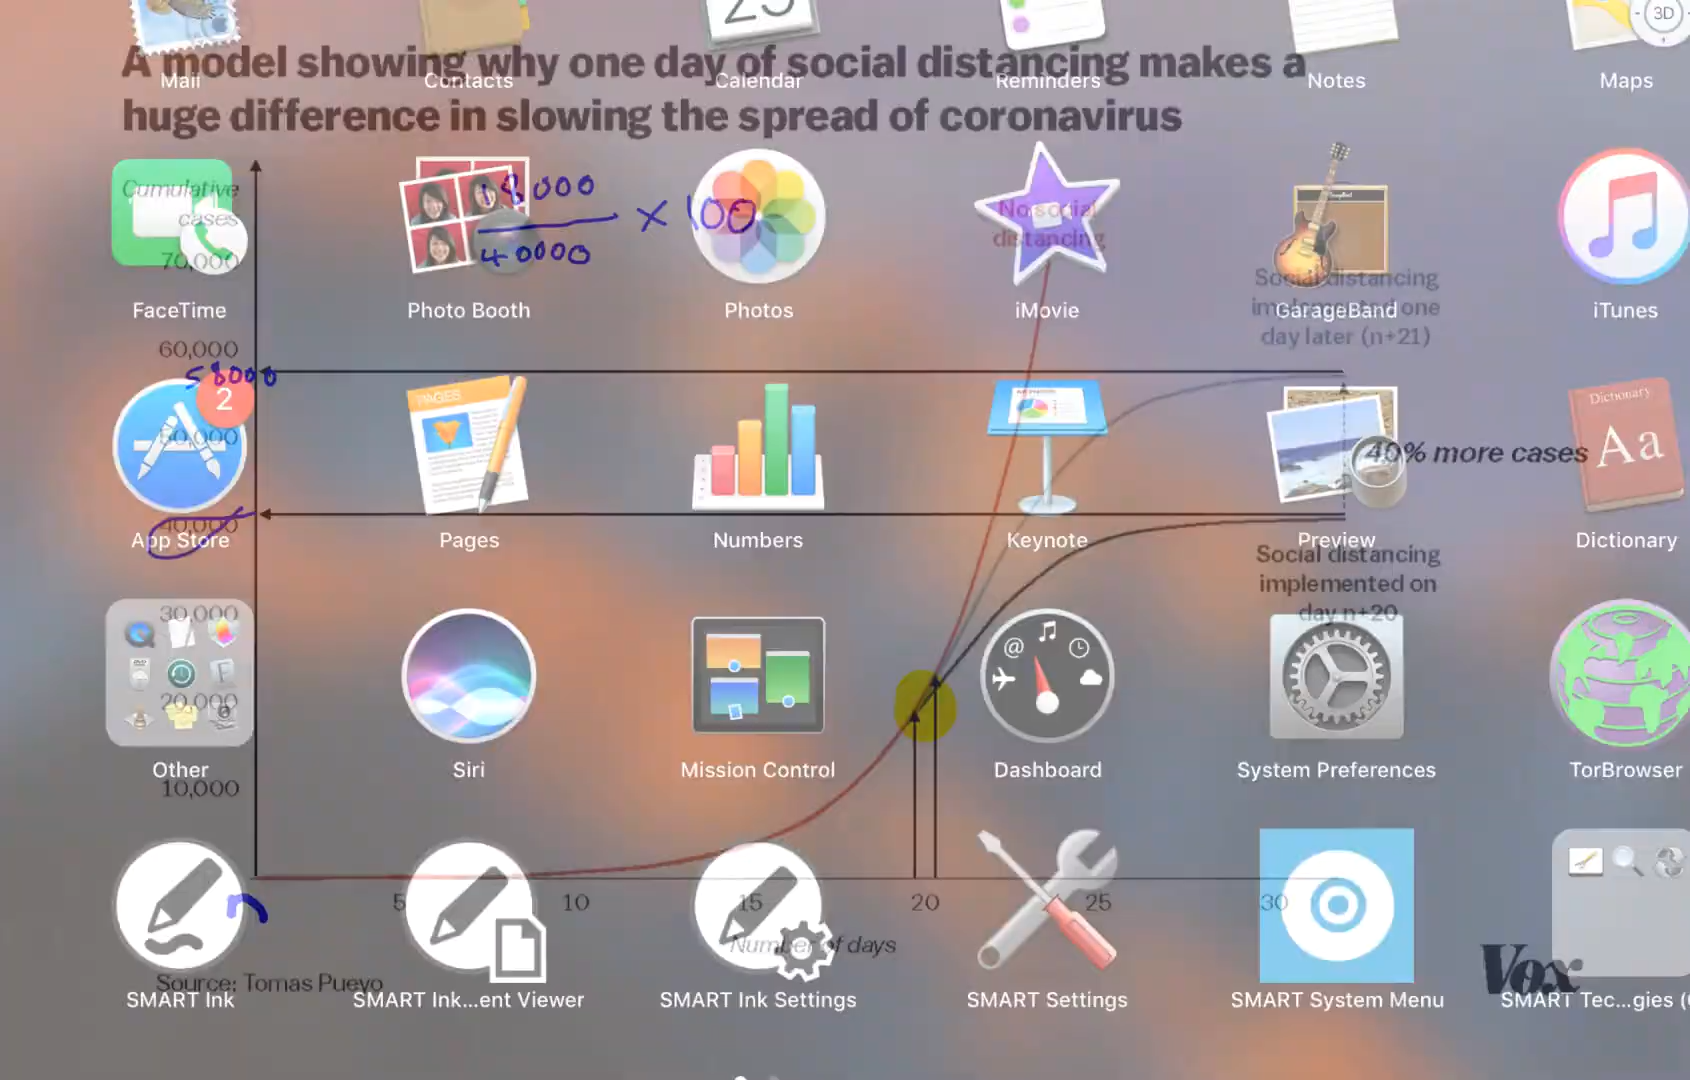 Mail
Contacts
Calendar
Reminders
Notes
Maps
3D
A model showing why one day of social distancing makes a
huge difference in slowing the spread of coronavirus
Cumulative
cases
70,000
18000
40000
× 100
No social
distancing
Social distancing
implemented one
day later (n+21)
FaceTime
Photo Booth
Photos
iMovie
GarageBand
iTunes
60,000
58000
2
50,000
PAGES
Dictionary
Aa
40% more cases
40,000
App Store
Pages
Numbers
Keynote
Preview
Dictionary
Social distancing
implemented on
day n+20
30,000
20,000
Other
Siri
Mission Control
Dashboard
System Preferences
TorBrowser
10,000
5
10
15
20
25
30
Number of days
Source: Tomas Pueyo
Vox
SMART Ink
SMART Ink...ent Viewer
SMART Ink Settings
SMART Settings
SMART System Menu
SMART Tec...gies (